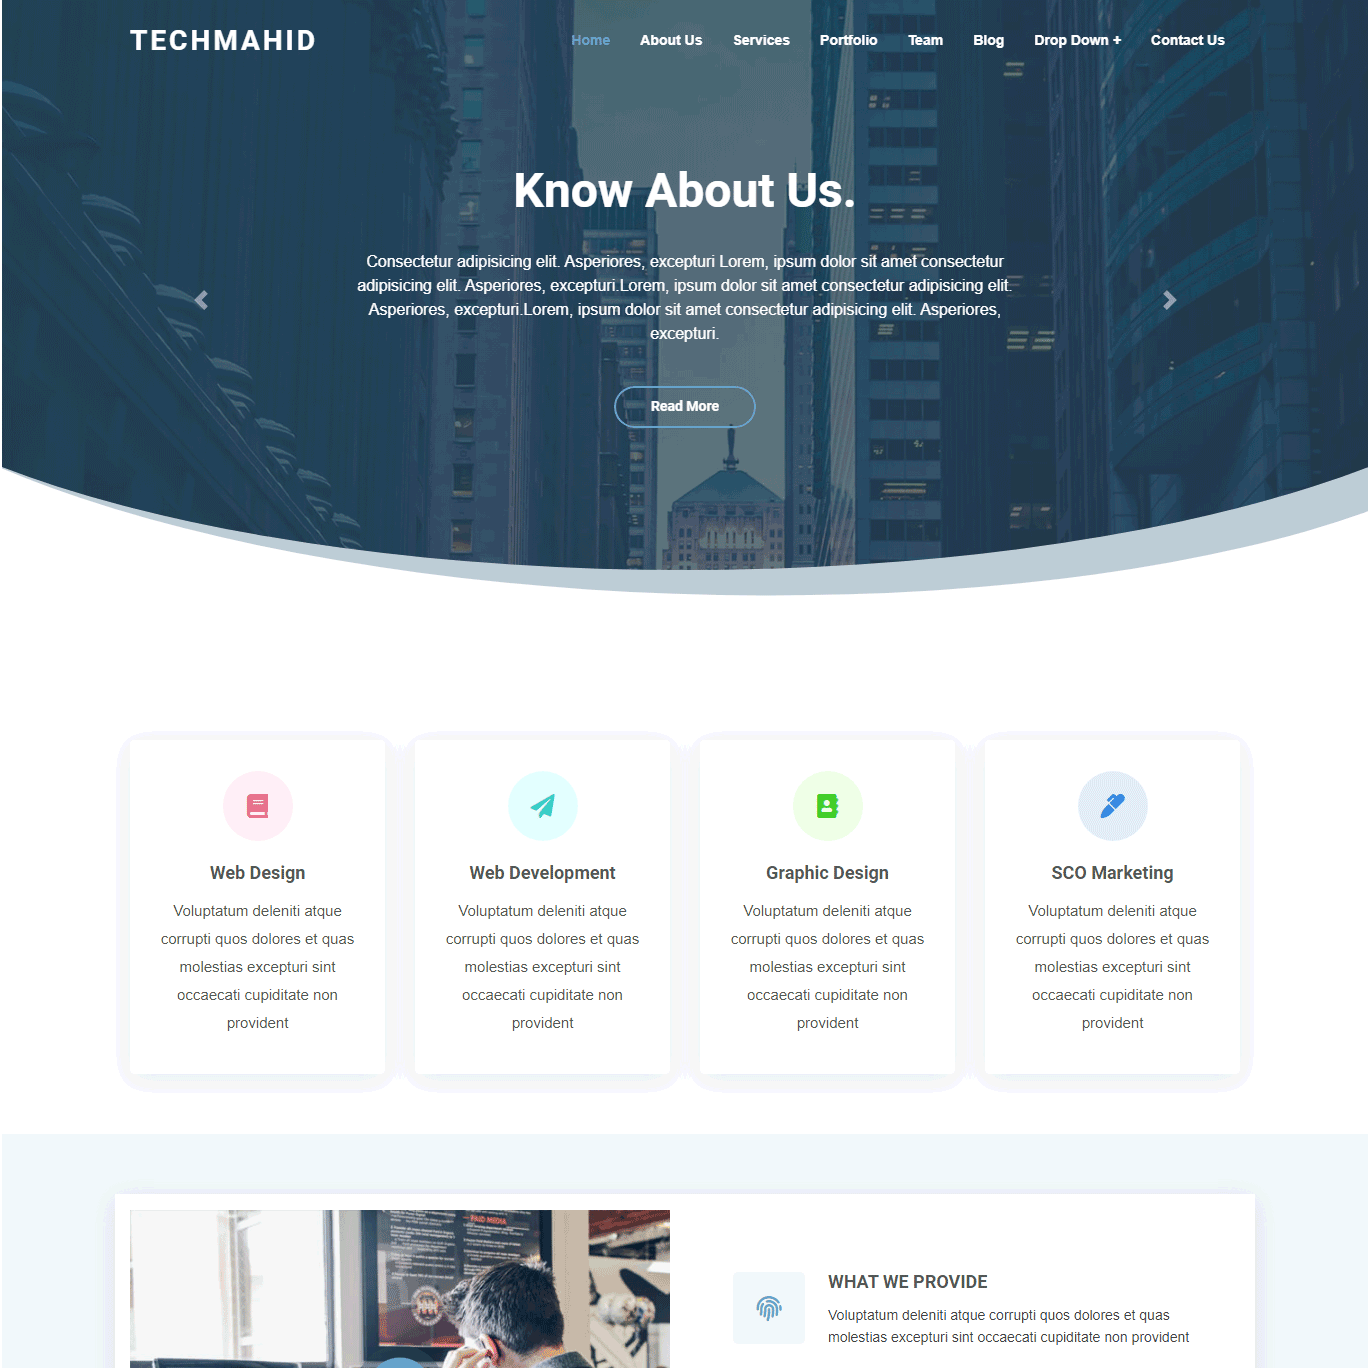 TECHMAHID
Home About Us Services Portfolio Team Blog Drop Down + Contact Us
Know About Us.
Consectetur adipisicing elit. Asperiores, excepturi Lorem, ipsum dolor sit amet consectetur
adipisicing elit. Asperiores, excepturi.Lorem, ipsum dolor sit amet consectetur adipisicing elit.
Asperiores, excepturi.Lorem, ipsum dolor sit amet consectetur adipisicing elit. Asperiores,
excepturi.
Read More
Web Design
Voluptatum deleniti atque
corrupti quos dolores et quas
molestias excepturi sint
occaecati cupiditate non
provident
Web Development
Voluptatum deleniti atque
corrupti quos dolores et quas
molestias excepturi sint
occaecati cupiditate non
provident
Graphic Design
Voluptatum deleniti atque
corrupti quos dolores et quas
molestias excepturi sint
occaecati cupiditate non
provident
SCO Marketing
Voluptatum deleniti atque
corrupti quos dolores et quas
molestias excepturi sint
occaecati cupiditate non
provident
PAID MEDIA
WHAT WE PROVIDE
Voluptatum deleniti atque corrupti quos dolores et quas
molestias excepturi sint occaecati cupiditate non provident